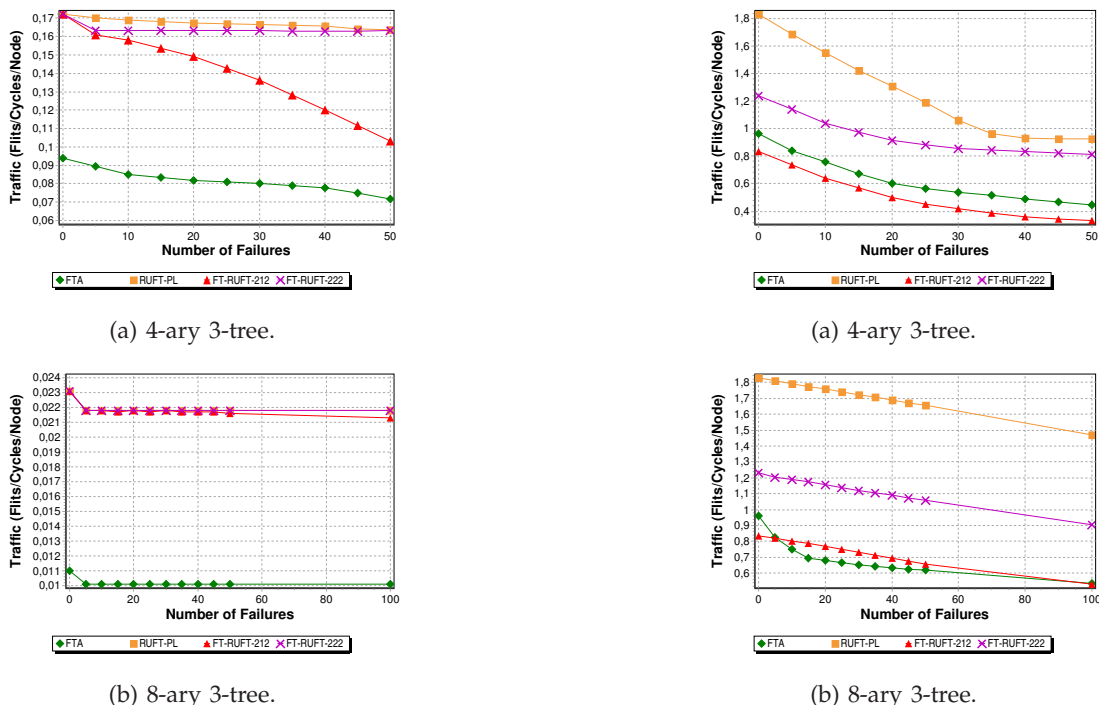 0,17
0,16
0,15
0,14
0,13
0,12
0,11
0,1
0,09
0,08
0,07
0,06
Traffic (Flits/Cycles/Node)
0 10 20 30 40 50
Number of Failures
FTA RUFT-PL FT-RUFT-212 FT-RUFT-222
(a) 4-ary 3-tree.
1,8
1,6
1,4
1,2
1
0,8
0,6
0,4
Traffic (Flits/Cycles/Node)
0 10 20 30 40 50
Number of Failures
FTA RUFT-PL FT-RUFT-212 FT-RUFT-222
(a) 4-ary 3-tree.
0,024
0,023
0,022
0,021
0,02
0,019
0,018
0,017
0,016
0,015
0,014
0,013
0,012
0,011
0,01
Traffic (Flits/Cycles/Node)
0 20 40 60 80 100
Number of Failures
FTA RUFT-PL FT-RUFT-212 FT-RUFT-222
(b) 8-ary 3-tree.
1,8
1,7
1,6
1,5
1,4
1,3
1,2
1,1
1
0,9
0,8
0,7
0,6
Traffic (Flits/Cycles/Node)
0 20 40 60 80 100
Number of Failures
FTA RUFT-PL FT-RUFT-212 FT-RUFT-222
(b) 8-ary 3-tree.